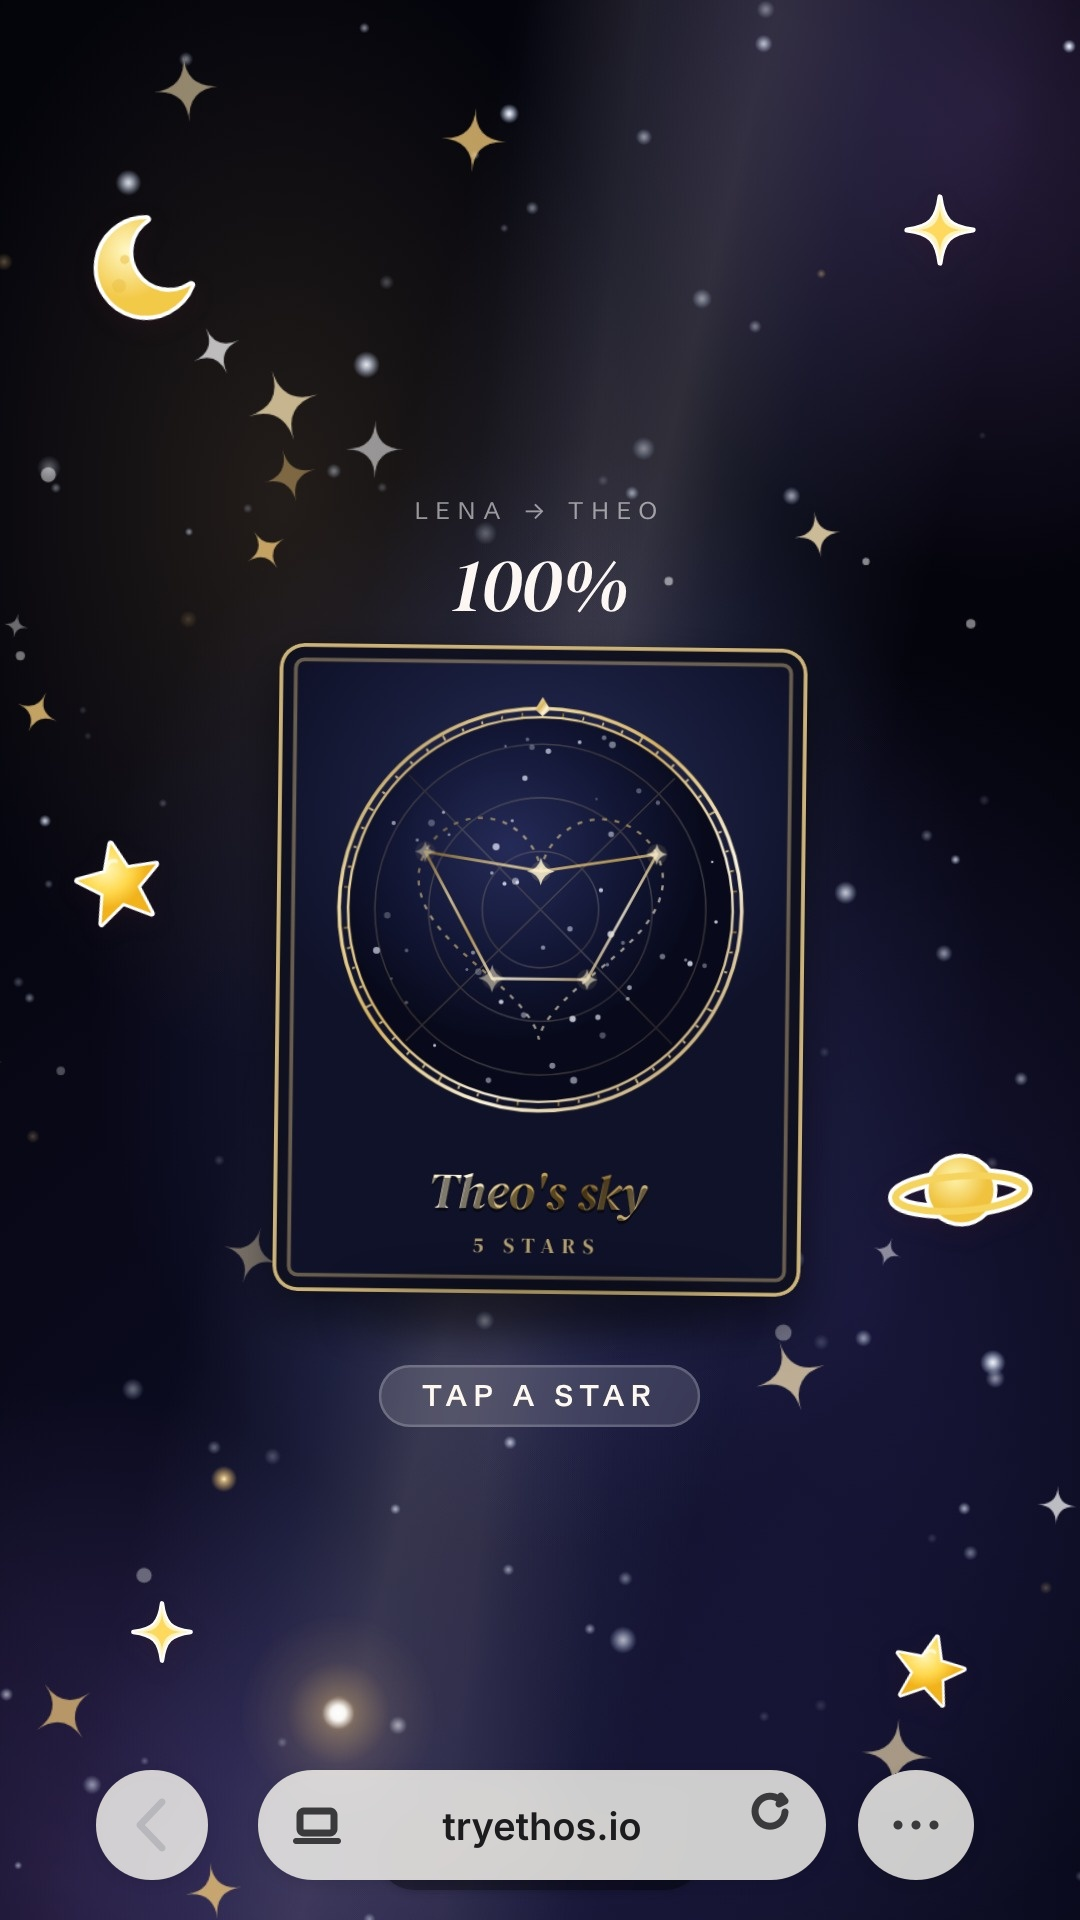 LENA → THEO
100%
Theo's sky
5 STARS
TAP A STAR
tryethos.io